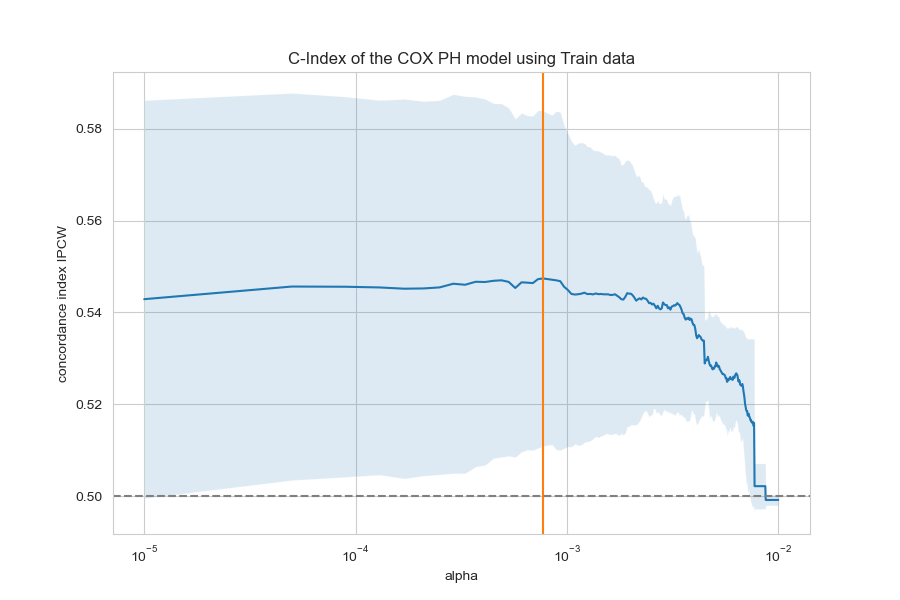 C-Index of the COX PH model using Train data
concordance index IPCW
0.58
0.56
0.54
0.52
0.50
10⁻⁵ 10⁻⁴ 10⁻³ 10⁻²
alpha